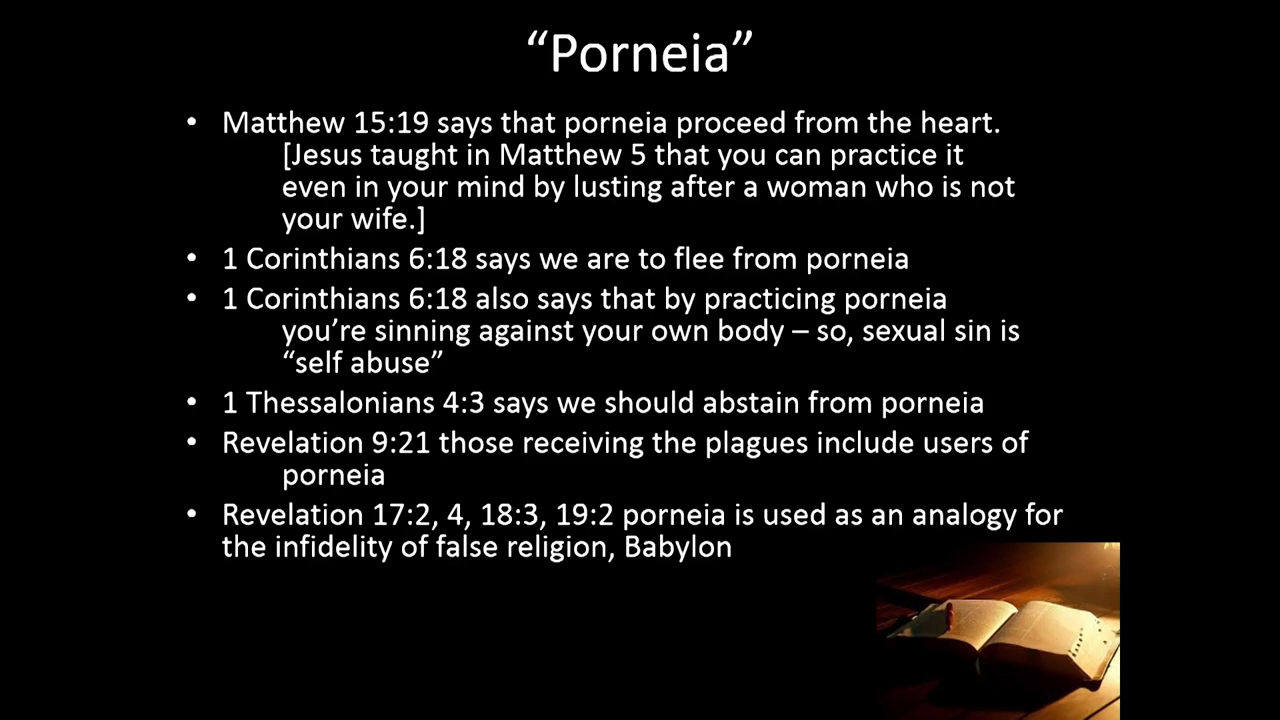 “Porneia”
• Matthew 15:19 says that porneia proceed from the heart.
[Jesus taught in Matthew 5 that you can practice it
even in your mind by lusting after a woman who is not
your wife.]
• 1 Corinthians 6:18 says we are to flee from porneia
• 1 Corinthians 6:18 also says that by practicing porneia
you’re sinning against your own body – so, sexual sin is
“self abuse”
• 1 Thessalonians 4:3 says we should abstain from porneia
• Revelation 9:21 those receiving the plagues include users of
porneia
• Revelation 17:2, 4, 18:3, 19:2 porneia is used as an analogy for
the infidelity of false religion, Babylon